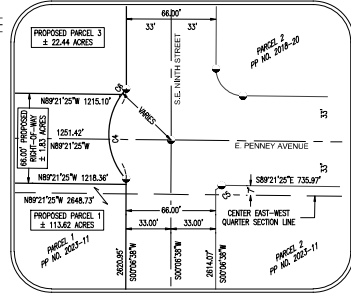 66.00'
33'
33'
PROPOSED PARCEL 3
± 22.44 ACRES
S.E. NINTH STREET
PARCEL 2
PP NO. 2018-20
C6
N89°21'25"W 1215.10'
VARIES
33'
66.00' PROPOSED
RIGHT-OF-WAY
± 1.83 ACRES
1251.42'
N89°21'25"W
C4
E. PENNEY AVENUE
33'
N89°21'25"W 1218.36'
S89°21'25"E 735.97'
N89°21'25"W 2648.73'
C5
7'
66.00'
PROPOSED PARCEL 1
± 113.62 ACRES
33.00'
33.00'
CENTER EAST-WEST
QUARTER SECTION LINE
PARCEL 1
PP NO. 2023-11
2620.95'
S00°06'38"W
S00°06'38"W
2614.07'
S00°06'38"W
PARCEL 2
PP NO. 2023-11